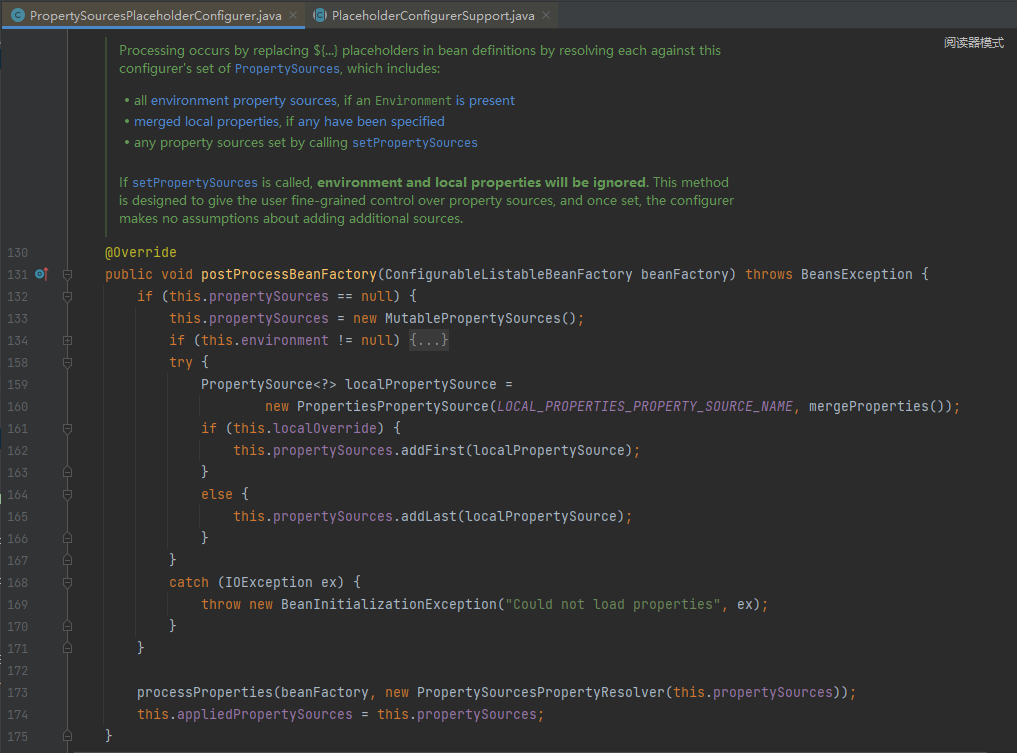 PropertySourcesPlaceholderConfigurer.java PlaceholderConfigurerSupport.java
阅读器模式
Processing occurs by replacing ${...} placeholders in bean definitions by resolving each against this
configurer's set of PropertySources, which includes:
• all environment property sources, if an Environment is present
• merged local properties, if any have been specified
• any property sources set by calling setPropertySources
If setPropertySources is called, environment and local properties will be ignored. This method
is designed to give the user fine-grained control over property sources, and once set, the configurer
makes no assumptions about adding additional sources.
130 @Override
131 public void postProcessBeanFactory(ConfigurableListableBeanFactory beanFactory) throws BeansException {
132 if (this.propertySources == null) {
133 this.propertySources = new MutablePropertySources();
134 if (this.environment != null) {...}
158 try {
159 PropertySource<?> localPropertySource =
160 new PropertiesPropertySource(LOCAL_PROPERTIES_PROPERTY_SOURCE_NAME, mergeProperties());
161 if (this.localOverride) {
162 this.propertySources.addFirst(localPropertySource);
163 }
164 else {
165 this.propertySources.addLast(localPropertySource);
166 }
167 }
168 catch (IOException ex) {
169 throw new BeanInitializationException("Could not load properties", ex);
170 }
171 }
172
173 processProperties(beanFactory, new PropertySourcesPropertyResolver(this.propertySources));
174 this.appliedPropertySources = this.propertySources;
175 }